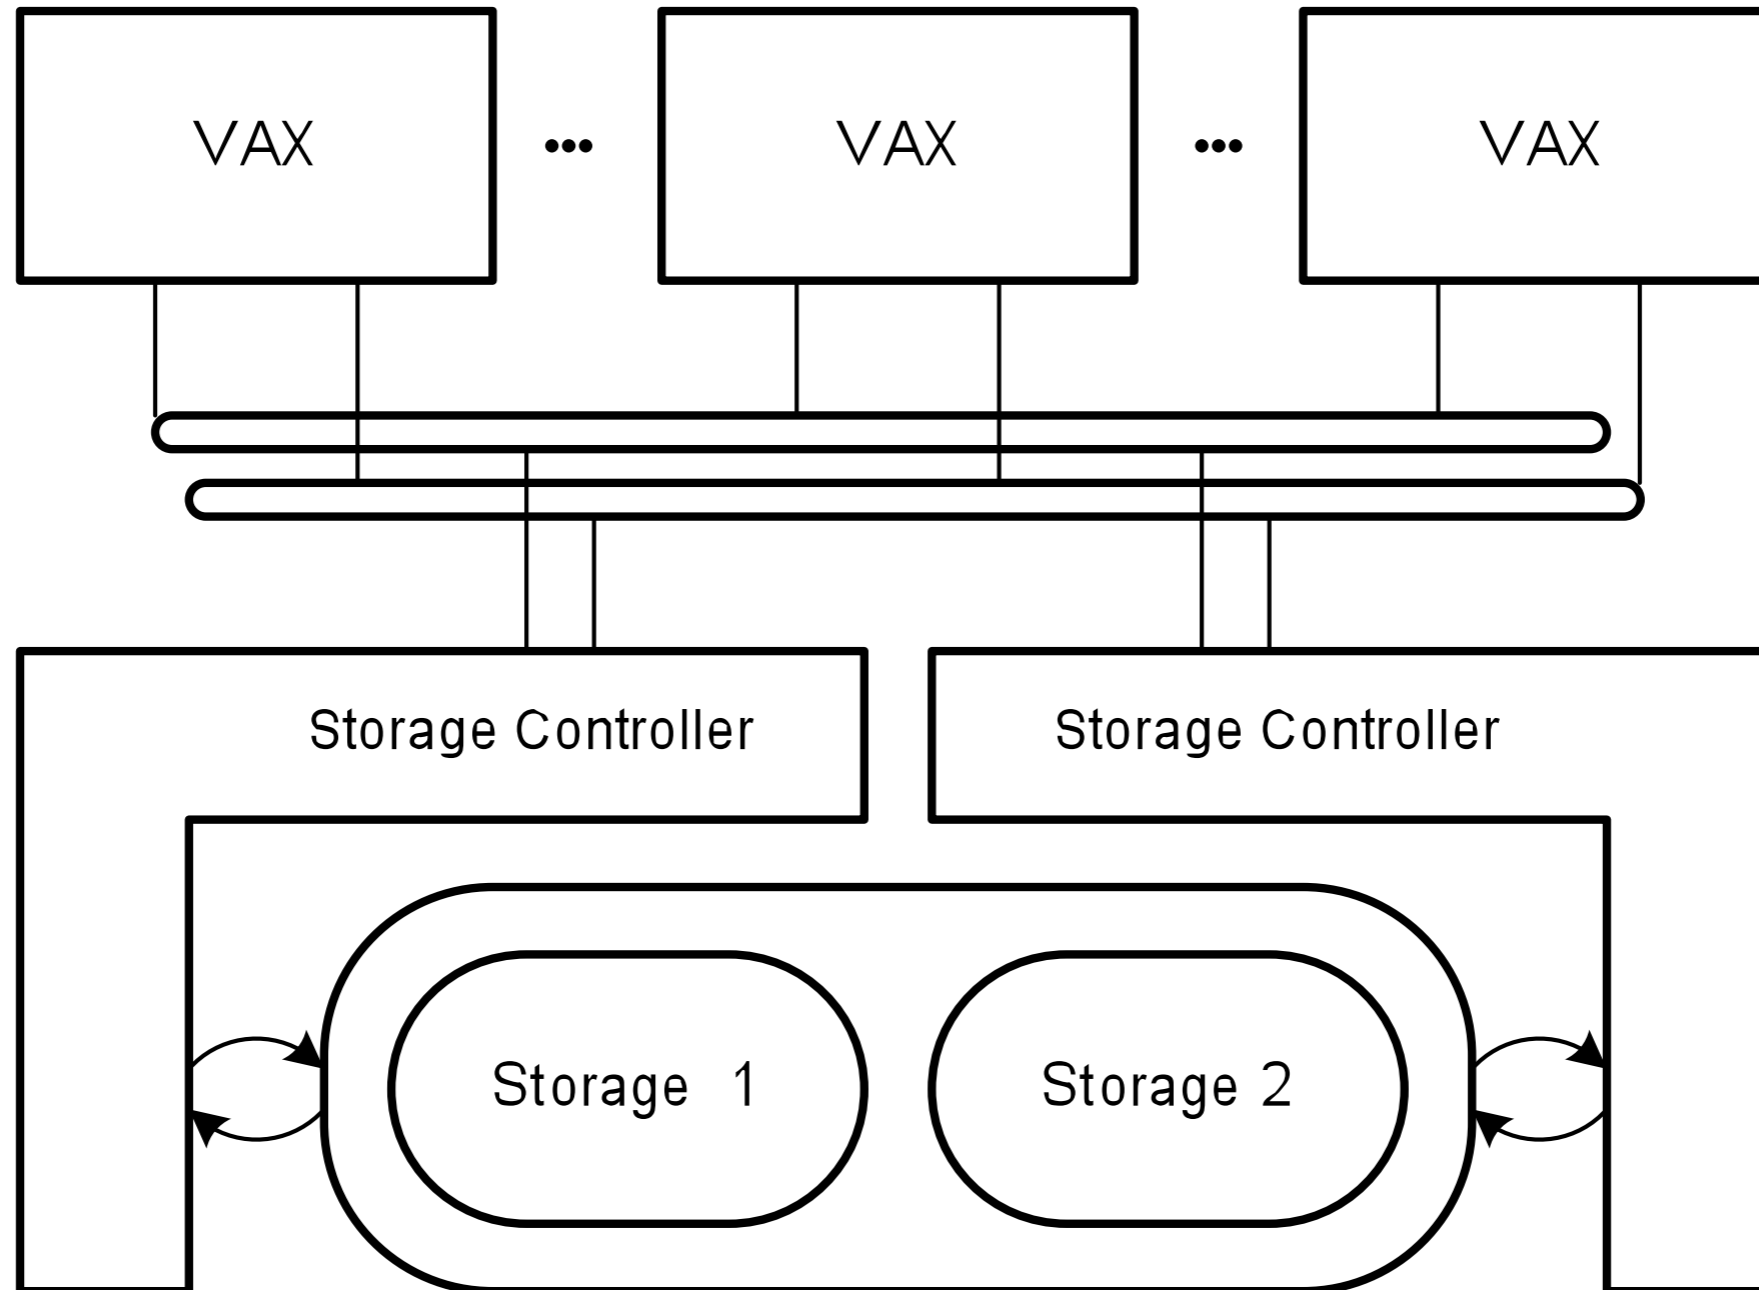 VAX ••• VAX ••• VAX
Storage Controller Storage Controller
Storage 1 Storage 2